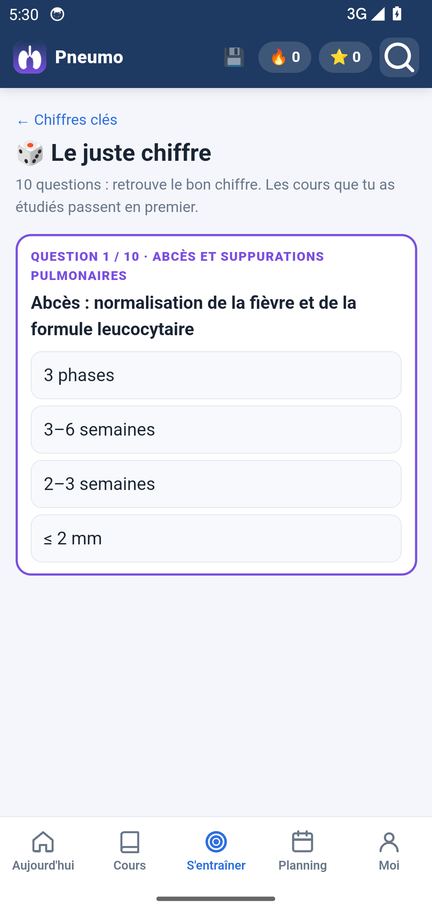 5:30
3G
Pneumo
0
0
← Chiffres clés
Le juste chiffre
10 questions : retrouve le bon chiffre. Les cours que tu as
étudiés passent en premier.
QUESTION 1 / 10 · ABCÈS ET SUPPURATIONS
PULMONAIRES
Abcès : normalisation de la fièvre et de la
formule leucocytaire
3 phases
3–6 semaines
2–3 semaines
≤ 2 mm
Aujourd'hui
Cours
S'entraîner
Planning
Moi